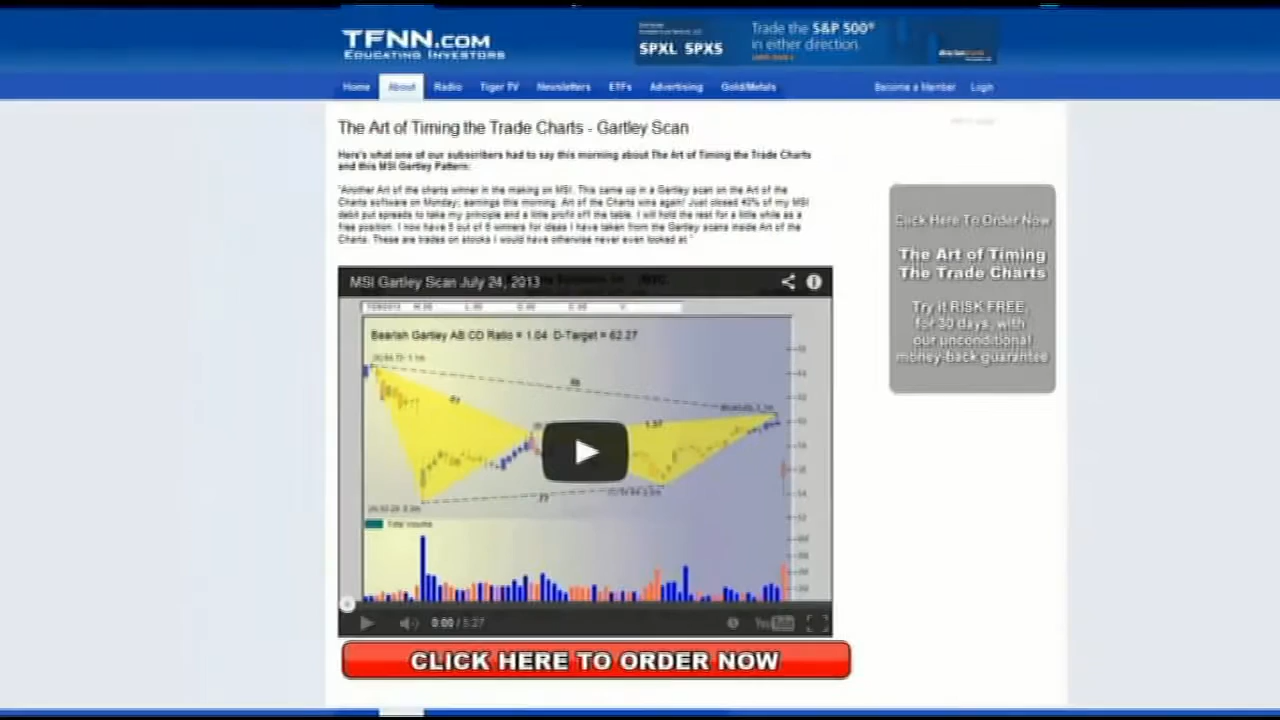 TFNN.COM
EDUCATING INVESTORS
SPXL SPXS
Trade the S&P 500®
in either direction.
Home About Radio Tiger TV Newsletters ETFs Advertising Gold/Metals Become a Member Login
The Art of Timing the Trade Charts - Gartley Scan
Here's what one of our subscribers had to say this morning about The Art of Timing the Trade Charts
and this MSI Gartley Pattern:
"Another Art of the charts winner in the making on MSI. This came up in a Gartley scan on the Art of the
Charts software on Monday; earnings this morning. Art of the Charts wins again! Just closed 42% of my MSI
debit put spreads to take my principle and a little profit off the table. I will hold the rest for a little while as a
free position. I now have 5 out of 5 winners for ideas I have taken from the Gartley scans inside Art of the
Charts. These are trades on stocks I would have otherwise never even looked at."
Click Here To Order Now
The Art of Timing
The Trade Charts
Try it RISK FREE
for 30 days, with
our unconditional
money-back guarantee
MSI Gartley Scan July 24, 2013
Bearish Gartley AB CD Ratio = 1.04 D-Target = 62.27
Total Volume
0:00 / 5:27
YouTube
CLICK HERE TO ORDER NOW